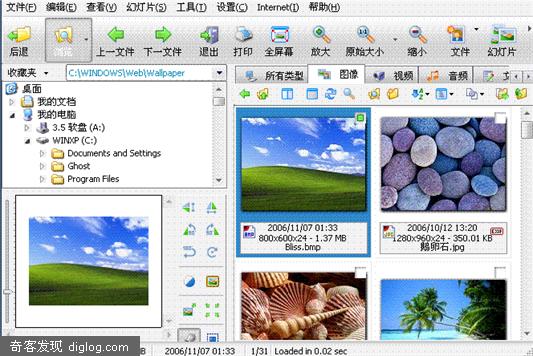 文件(F) 编辑(E) 查看(V) 幻灯片(S) 工具(T) 设置(C) Internet(I) 帮助(H)
后退 浏览 上一文件 下一文件 退出 打印 全屏幕 放大 原始大小 缩小 文件 幻灯片
收藏夹 C:\WINDOWS\Web\Wallpaper
所有类型 图像 视频 音频
桌面
我的文档
我的电脑
3.5 软盘 (A:)
WINXP (C:)
Documents and Settings
Ghost
Program Files
2006/11/07 01:33
800x600x24 - 1.37 MB
Bliss.bmp
2006/10/12 13:20
1280x960x24 - 350.01 KB
鹅卵石.jpg
奇客发现 diglog.com
MB 2006/11/07 01:33 1/31 Loaded in 0.02 sec